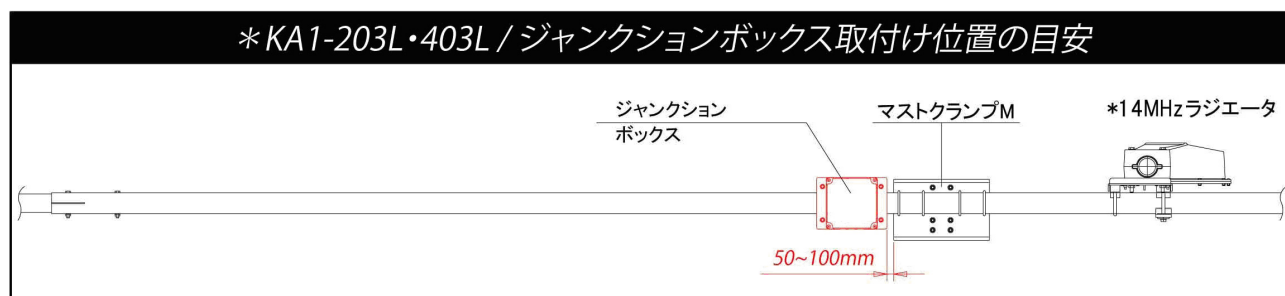 ＊KA1-203L・403L / ジャンクションボックス取付け位置の目安
ジャンクション
ボックス
マストクランプM
*14MHzラジエータ
50~100mm